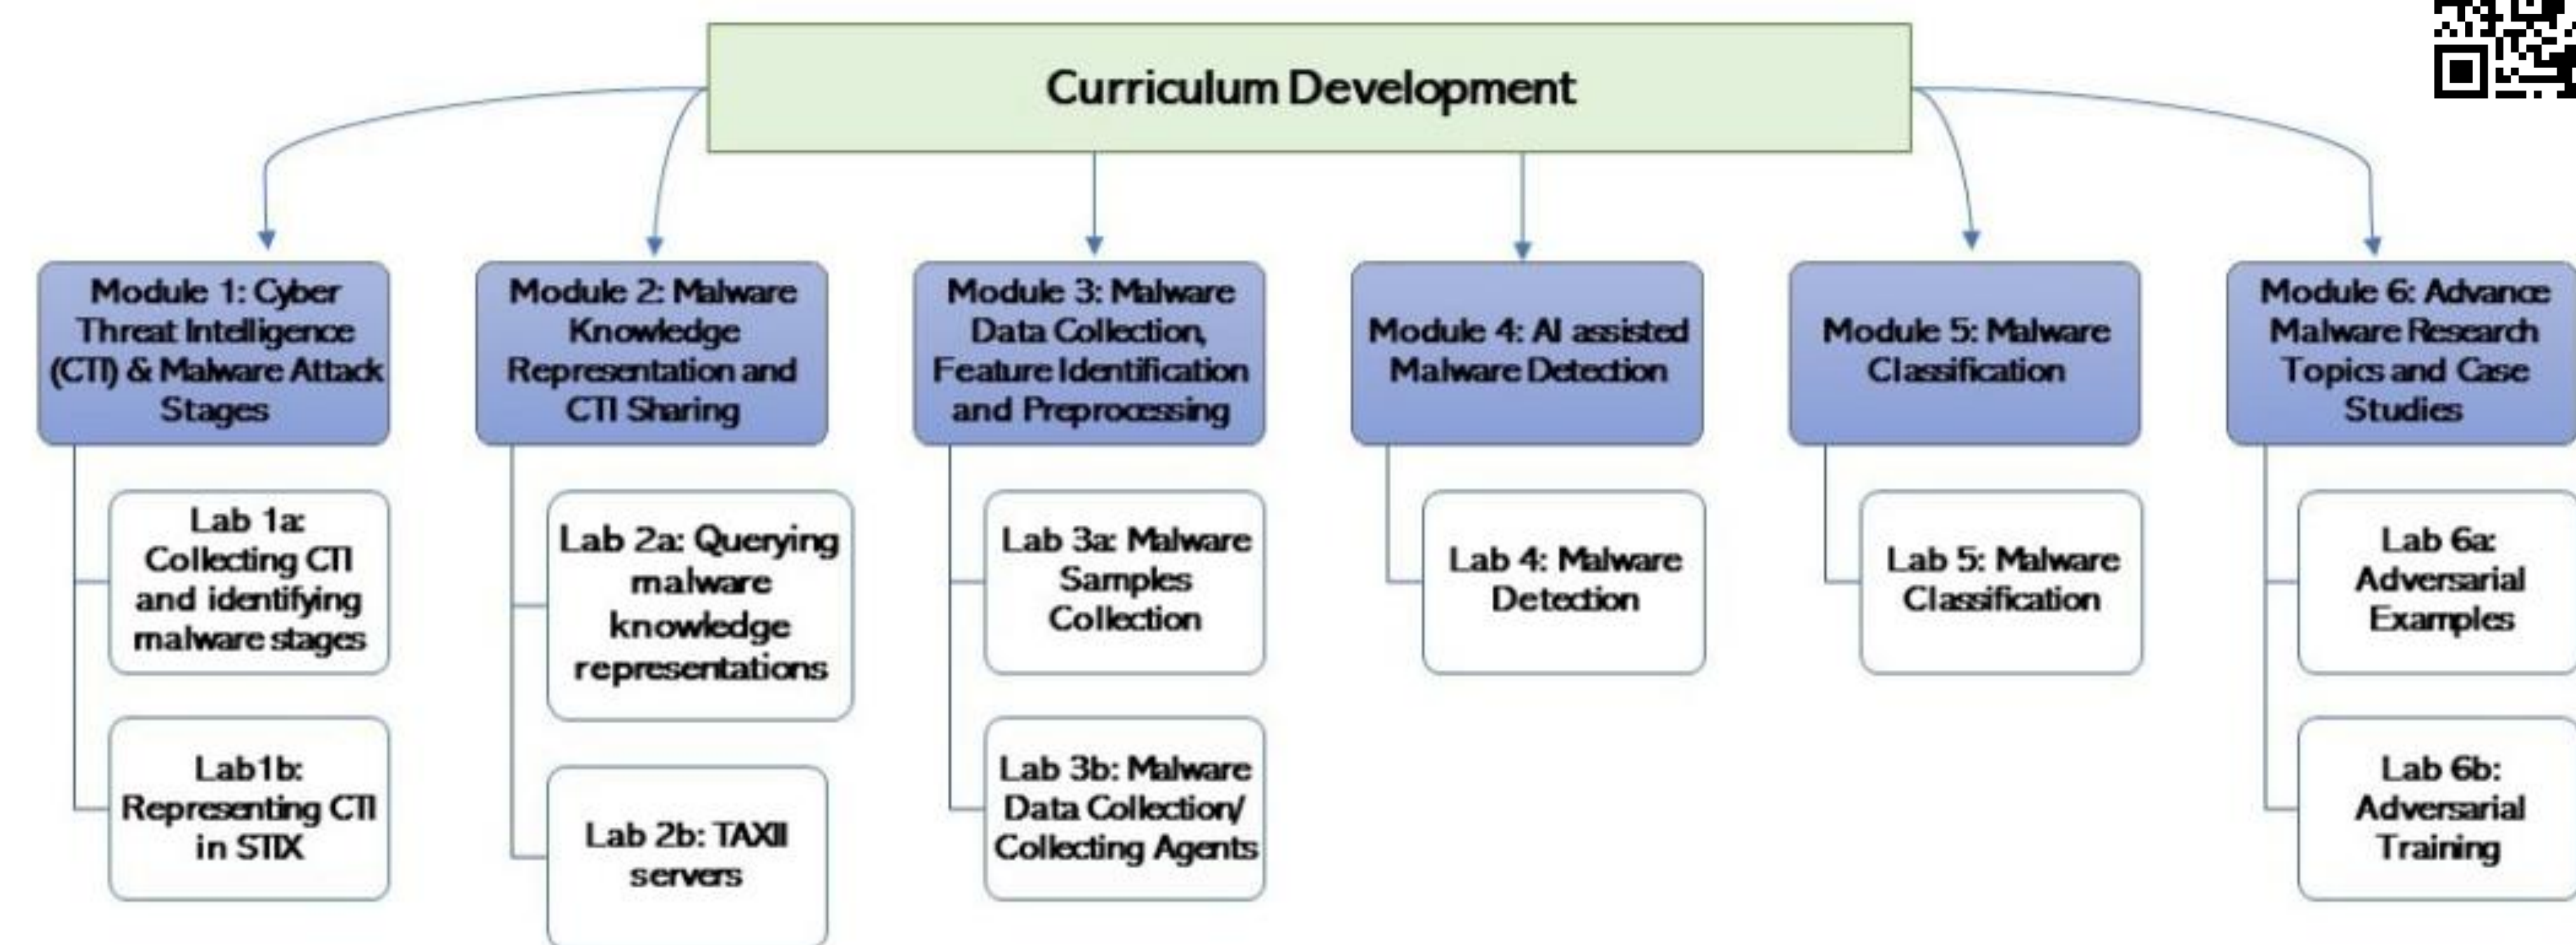 Curriculum Development
Module 1: Cyber
Threat Intelligence
(CTI) & Malware Attack
Stages
Lab 1a:
Collecting CTI
and identifying
malware stages
Lab1b:
Representing CTI
in STIX
Module 2: Malware
Knowledge
Representation and
CTI Sharing
Lab 2a: Querying
malware
knowledge
representations
Lab 2b: TAXII
servers
Module 3: Malware
Data Collection,
Feature Identification
and Preprocessing
Lab 3a: Malware
Samples
Collection
Lab 3b: Malware
Data Collection/
Collecting Agents
Module 4: AI assisted
Malware Detection
Lab 4: Malware
Detection
Module 5: Malware
Classification
Lab 5: Malware
Classification
Module 6: Advance
Malware Research
Topics and Case
Studies
Lab 6a:
Adversarial
Examples
Lab 6b:
Adversarial
Training